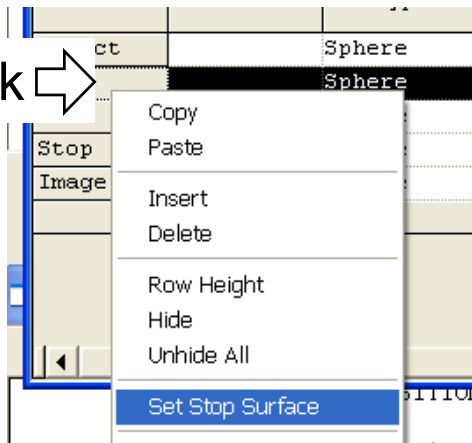 ct Sphere
k Sphere
Copy
Stop Paste
Image
Insert
Delete
Row Height
Hide
Unhide All
Set Stop Surface